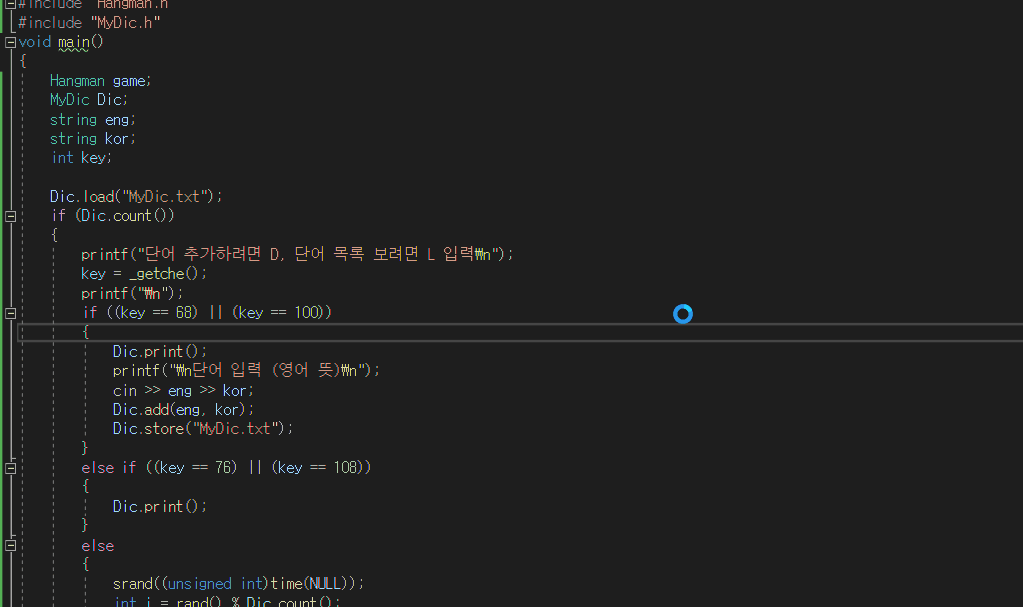 #include "Hangman.h
#include "MyDic.h"
void main()
{
Hangman game;
MyDic Dic;
string eng;
string kor;
int key;
Dic.load("MyDic.txt");
if (Dic.count())
{
printf("단어 추가하려면 D, 단어 목록 보려면 L 입력₩n");
key = _getche();
printf("₩n");
if ((key == 68) || (key == 100))
{
Dic.print();
printf("₩n단어 입력 (영어 뜻)₩n");
cin >> eng >> kor;
Dic.add(eng, kor);
Dic.store("MyDic.txt");
}
else if ((key == 76) || (key == 108))
{
Dic.print();
}
else
{
srand((unsigned int)time(NULL));
int i = rand() % Dic.count();